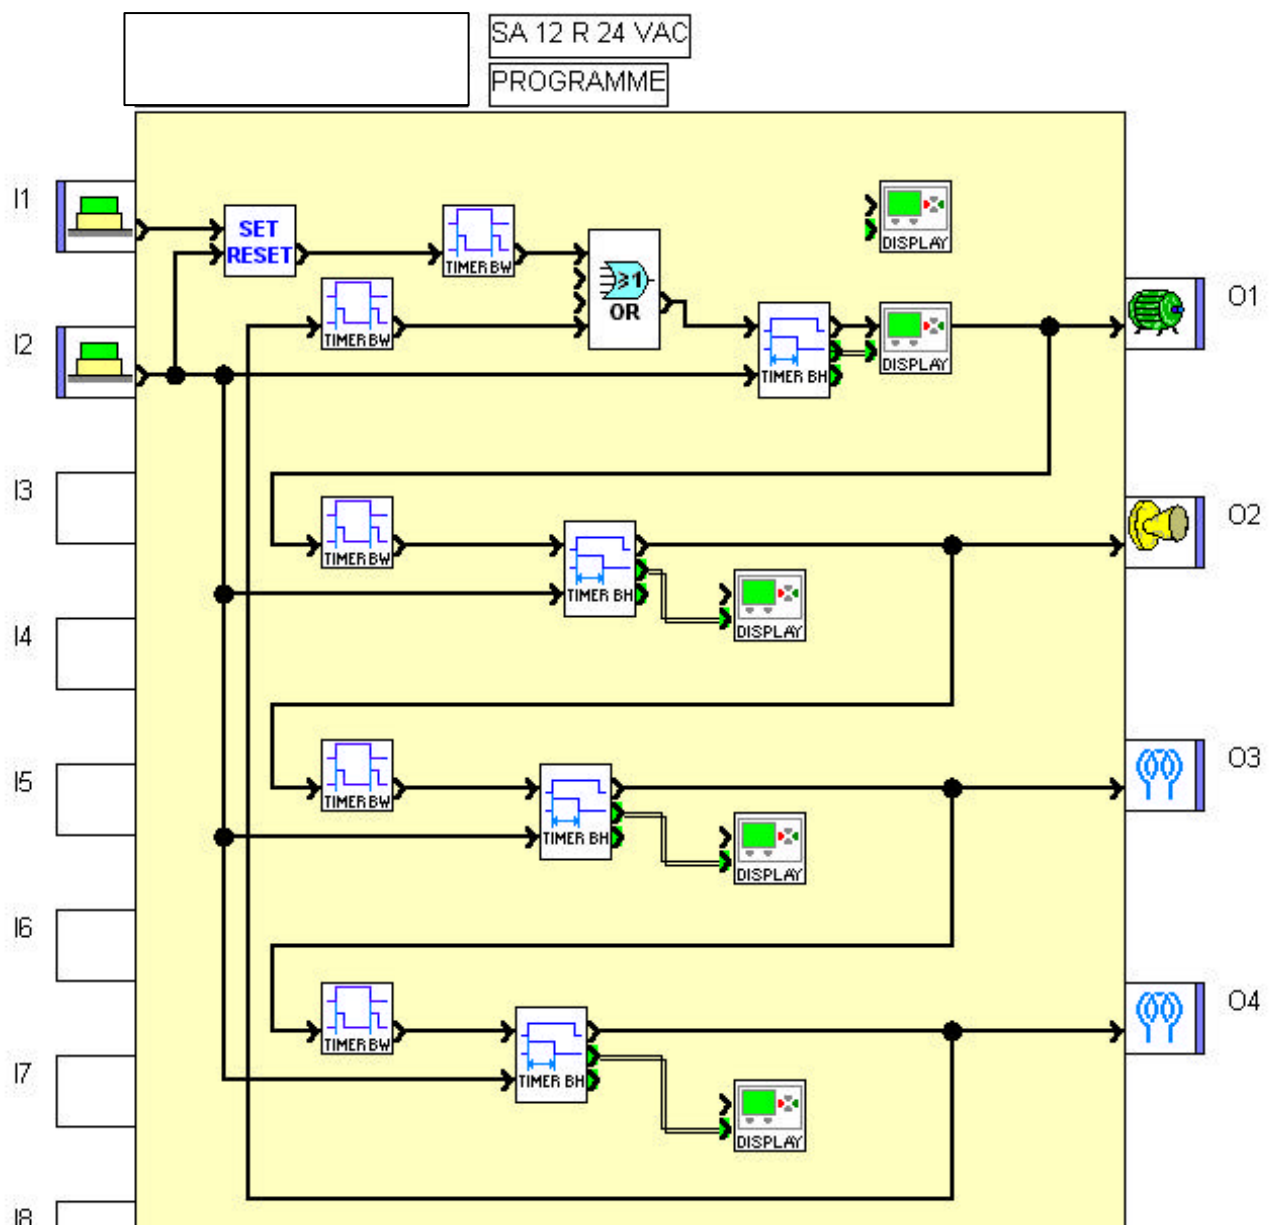 SA 12 R 24 VAC
PROGRAMME
I1
SET
RESET
TIMER BW
≥1
OR
DISPLAY
O1
I2
TIMER BW
TIMER BH
DISPLAY
I3
TIMER BW
TIMER BH
DISPLAY
O2
I4
I5
TIMER BW
TIMER BH
DISPLAY
O3
I6
I7
TIMER BW
TIMER BH
DISPLAY
O4
I8